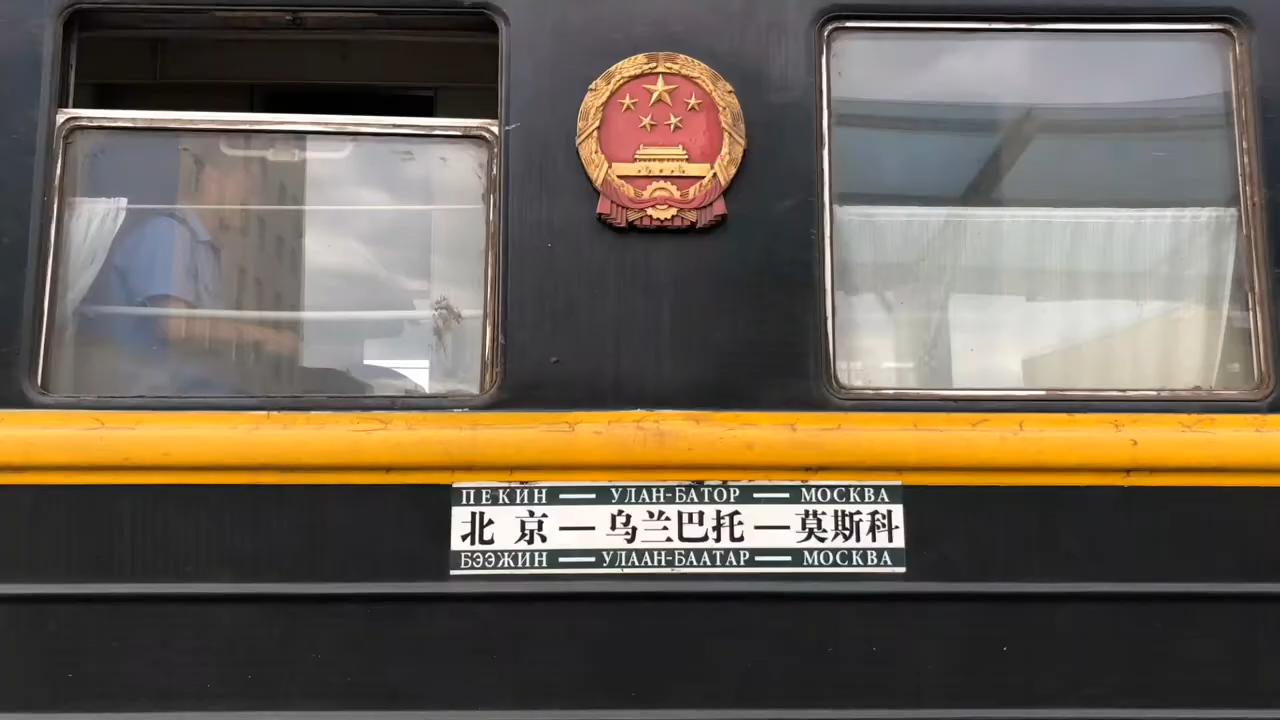 ПЕКИН — УЛАН-БАТОР — МОСКВА
北京—乌兰巴托—莫斯科
БЭЭЖИН — УЛААН-БААТАР — МОСКВА